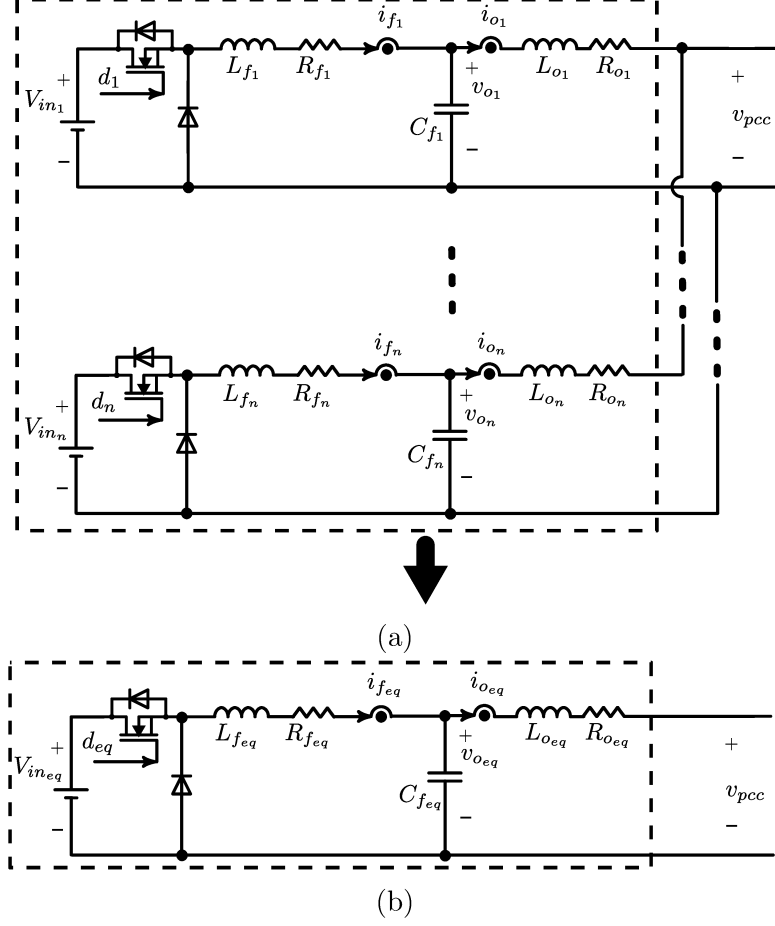 i_{f_1} i_{o_1}
+ d_1 L_{f_1} R_{f_1} + L_{o_1} R_{o_1} +
V_{in_1} v_{o_1} v_{pcc}
C_{f_1}
− − −
i_{f_n} i_{o_n}
+ d_n L_{f_n} R_{f_n} + L_{o_n} R_{o_n}
V_{in_n} v_{o_n}
C_{f_n}
− −
(a)
i_{f_{eq}} i_{o_{eq}}
+ d_{eq} L_{f_{eq}} R_{f_{eq}} + L_{o_{eq}} R_{o_{eq}} +
V_{in_{eq}} v_{o_{eq}} v_{pcc}
C_{f_{eq}}
− − −
(b)